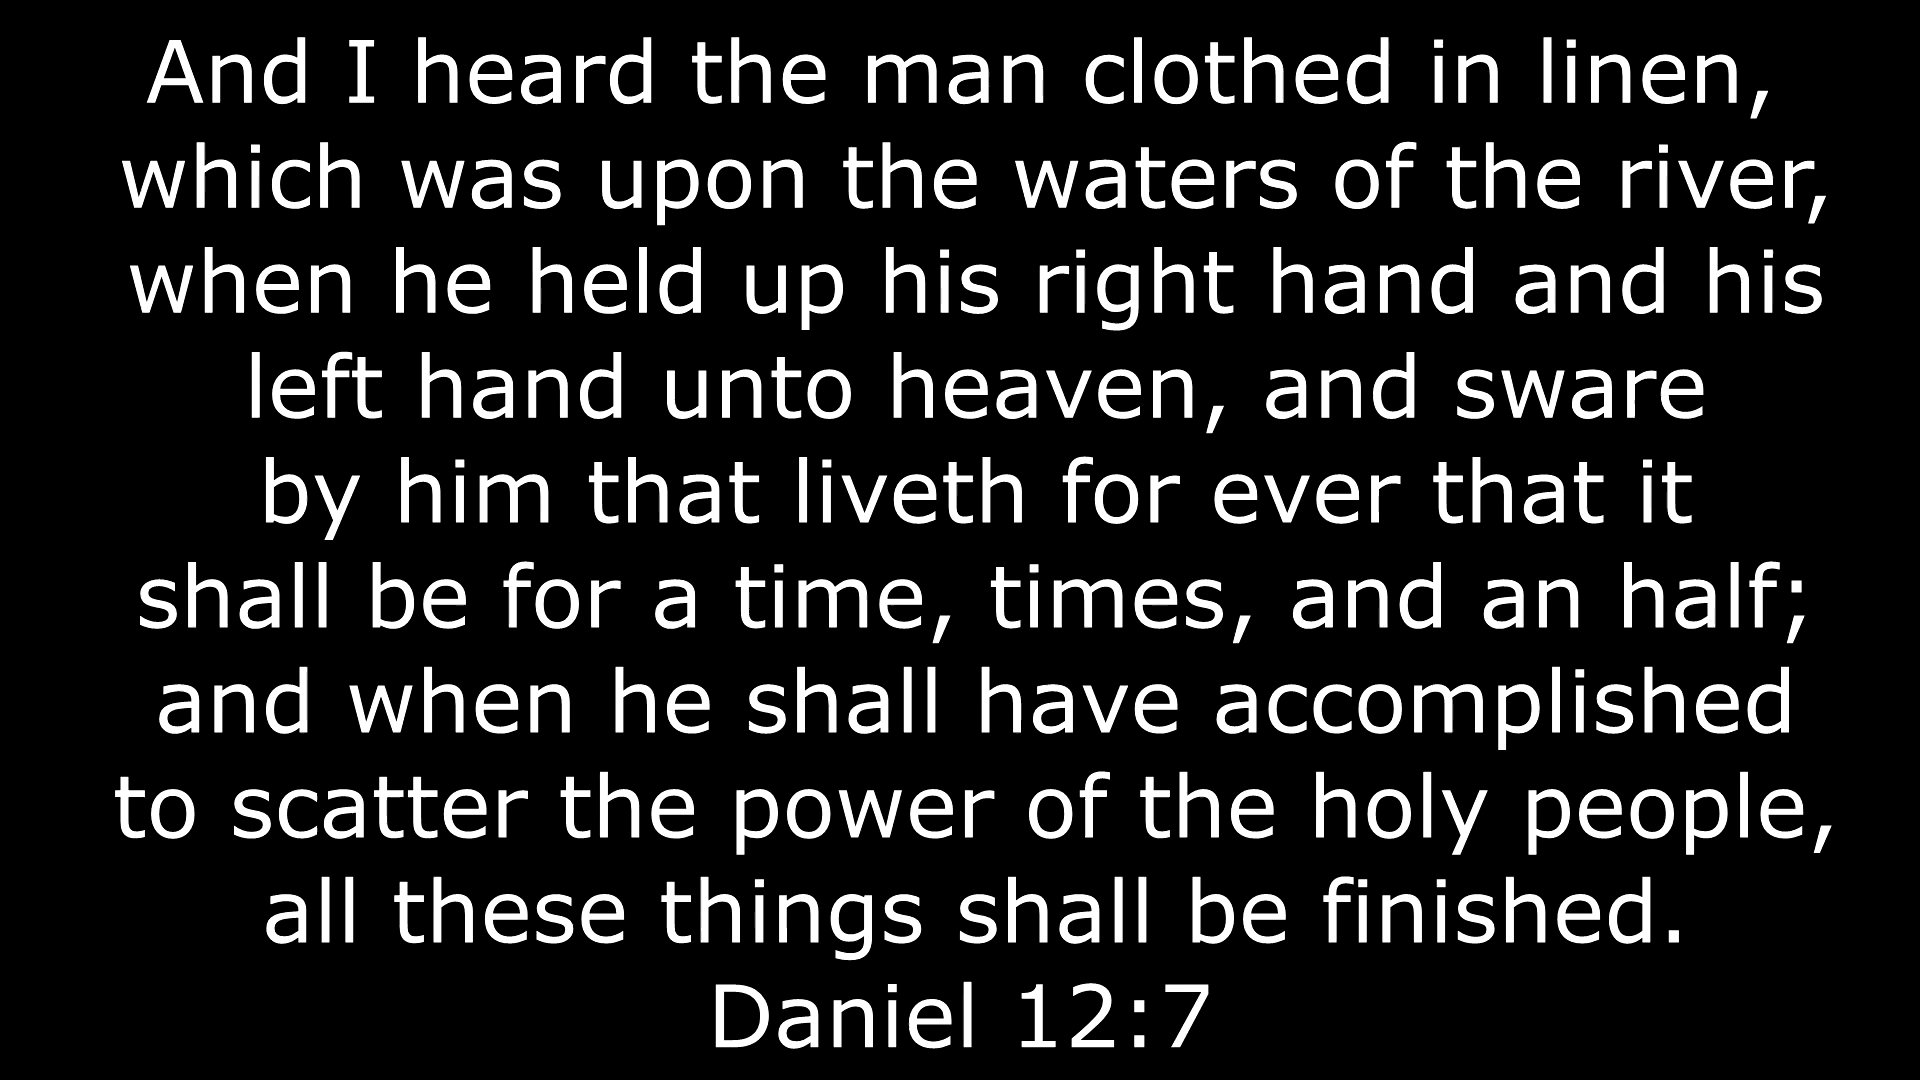 And I heard the man clothed in linen,
which was upon the waters of the river,
when he held up his right hand and his
left hand unto heaven, and sware
by him that liveth for ever that it
shall be for a time, times, and an half;
and when he shall have accomplished
to scatter the power of the holy people,
all these things shall be finished.
Daniel 12:7